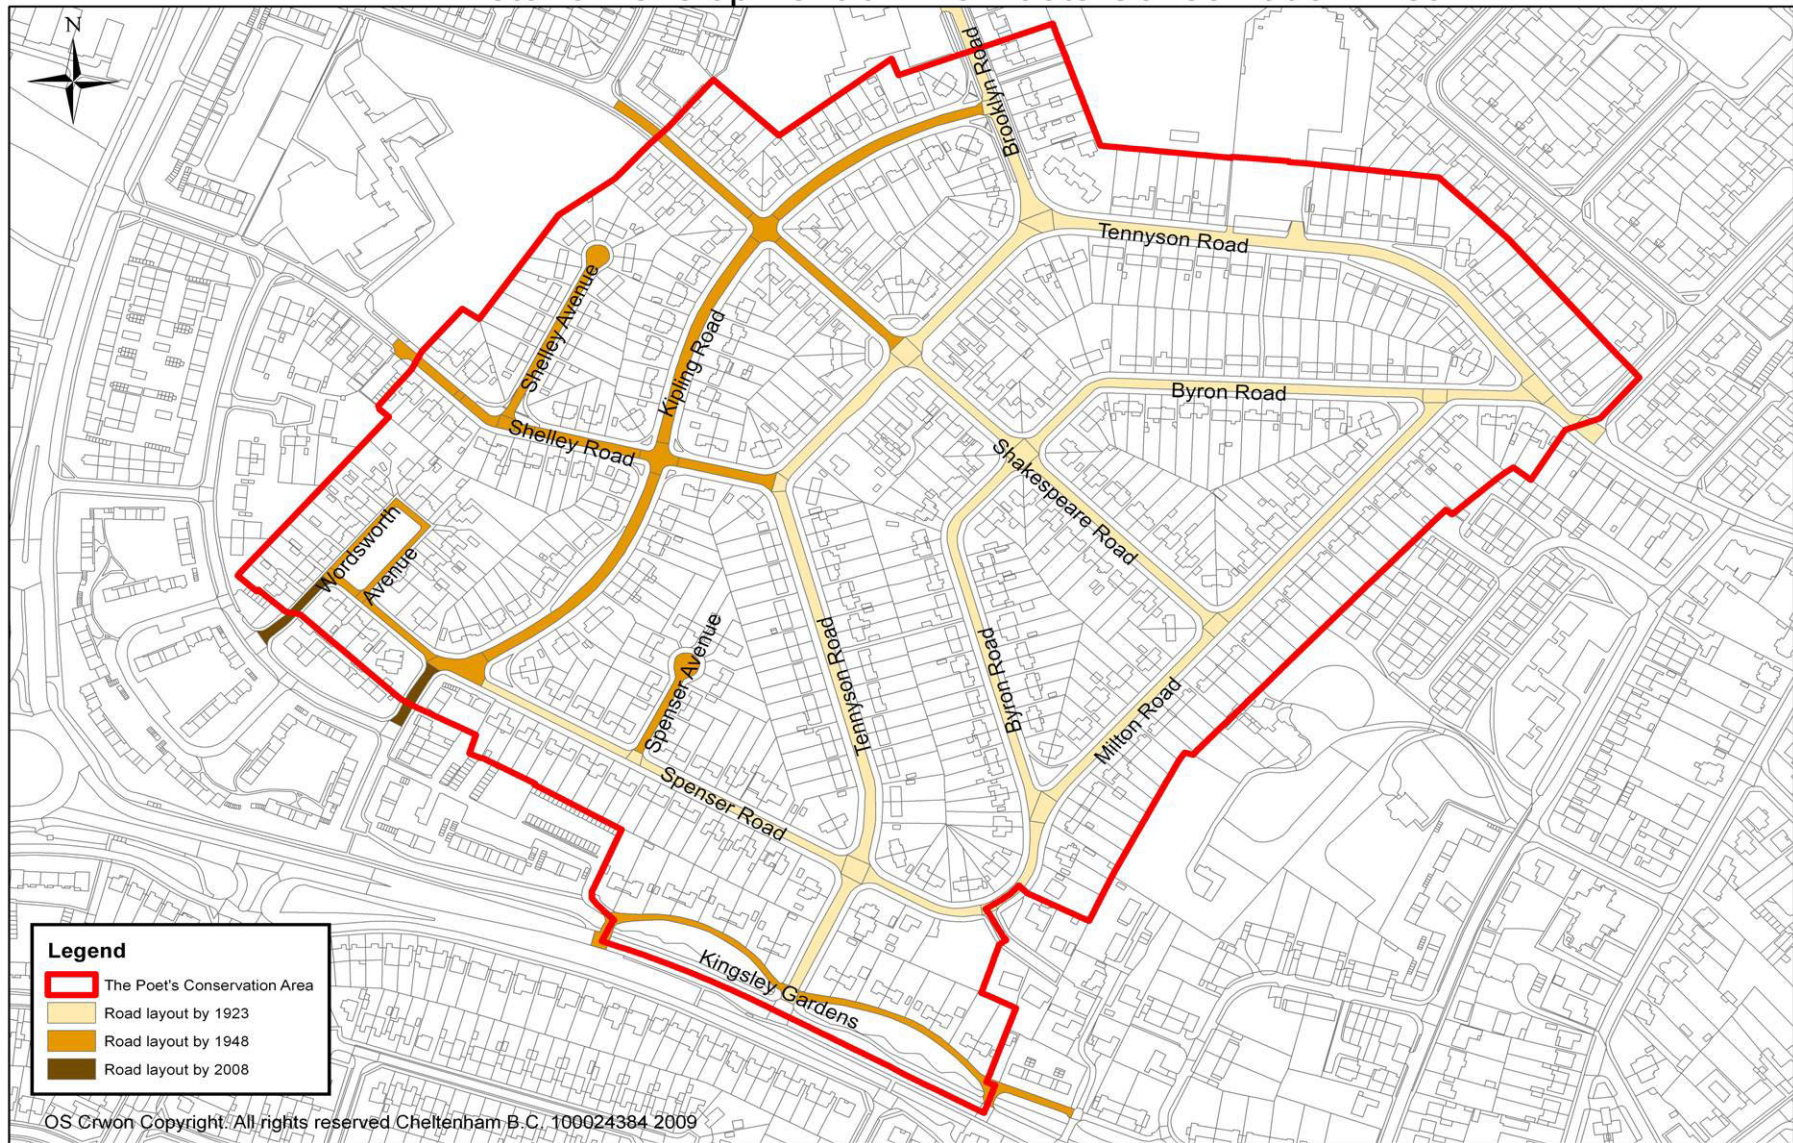 N
Brooklyn Road
Tennyson Road
Shelley Avenue
Kipling Road
Byron Road
Shelley Road
Shakespeare Road
Wordsworth
Avenue
Spenser Avenue
Tennyson Road
Byron Road
Milton Road
Spenser Road
Kingsley Gardens
Legend
The Poet's Conservation Area
Road layout by 1923
Road layout by 1948
Road layout by 2008
OS Crwon Copyright. All rights reserved Cheltenham B.C. 100024384 2009